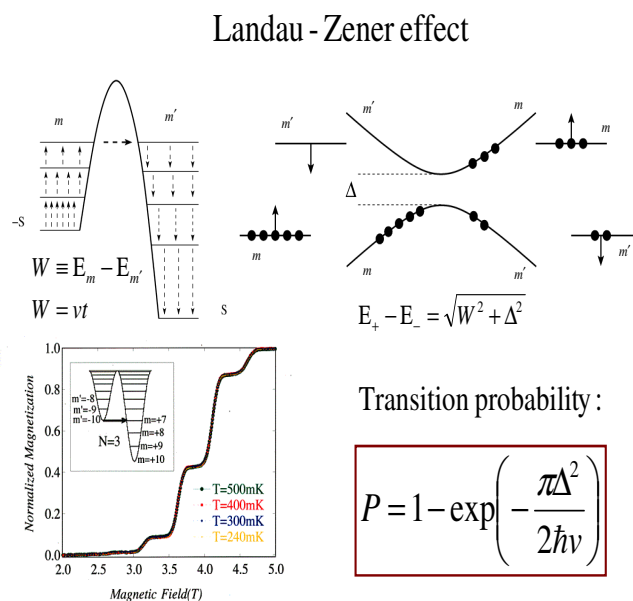 Landau - Zener effect
m
m′
−S
S
W ≡ E_m − E_m′
W = vt
m′
m
m′
m
Δ
m
m
m′
m′
E₊ − E₋ = √(W² + Δ²)
Normalized Magnetization
1.0
0.8
0.6
0.4
0.2
0.0
m'=-8
m'=-9
m'=-10
N=3
m=+7
m=+8
m=+9
m=+10
T=500mK
T=400mK
T=300mK
T=240mK
2.0 2.5 3.0 3.5 4.0 4.5 5.0
Magnetic Field(T)
Transition probability :
P = 1 − exp(− πΔ² / 2ħv)